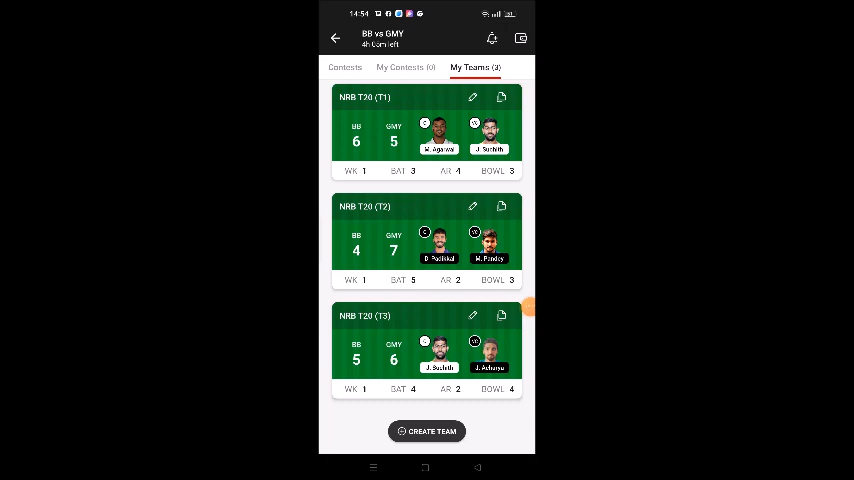 14:54
BB vs GMY
4h 05m left
Contests My Contests (0) My Teams (3)
NRB T20 (T1)
BB GMY C VC
6 5
M. Agarwal J. Suchith
WK 1 BAT 3 AR 4 BOWL 3
NRB T20 (T2)
BB GMY C VC
4 7
D. Padikkal M. Pandey
WK 1 BAT 5 AR 2 BOWL 3
NRB T20 (T3)
BB GMY C VC
5 6
J. Suchith J. Acharya
WK 1 BAT 4 AR 2 BOWL 4
CREATE TEAM